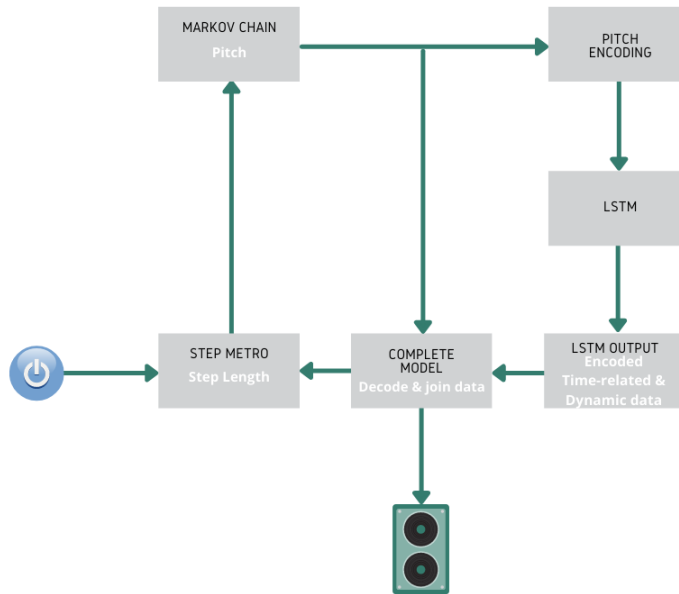 MARKOV CHAIN
Pitch
PITCH
ENCODING
LSTM
STEP METRO
Step Length
COMPLETE
MODEL
Decode & join data
LSTM OUTPUT
Encoded
Time-related &
Dynamic data